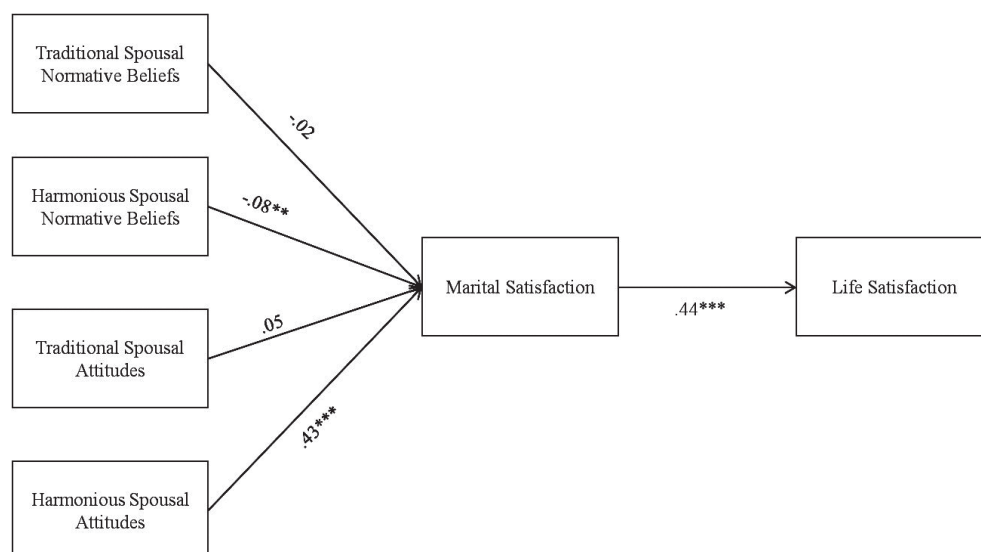 Traditional Spousal
Normative Beliefs
-.02
Harmonious Spousal
Normative Beliefs
-.08**
Marital Satisfaction
.44***
Life Satisfaction
Traditional Spousal
Attitudes
.05
Harmonious Spousal
Attitudes
.43***